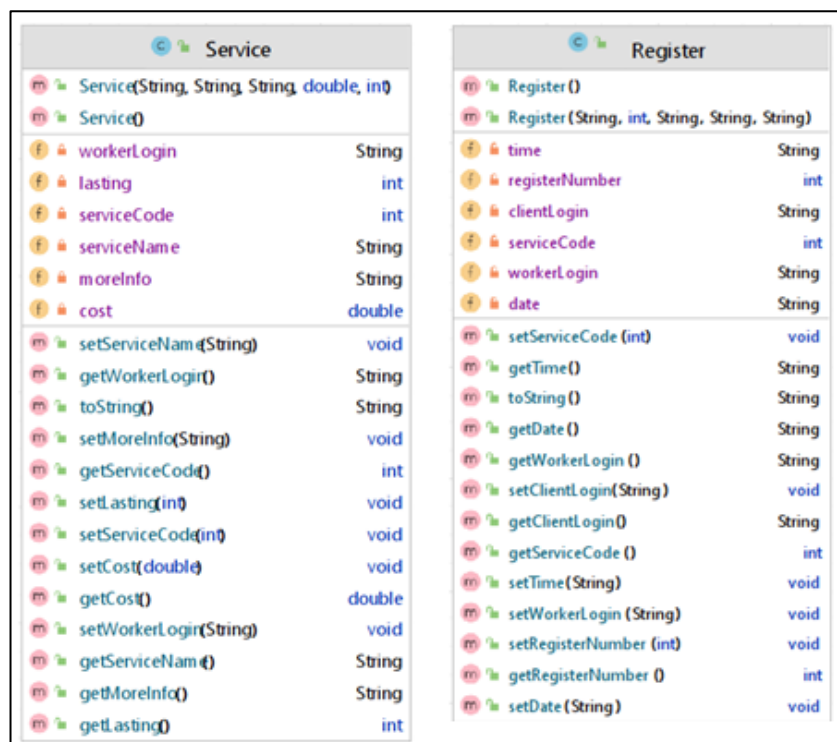 Service
Service(String, String, String, double, int)
Service()
workerLogin String
lasting int
serviceCode int
serviceName String
moreInfo String
cost double
setServiceName(String) void
getWorkerLogin() String
toString() String
setMoreInfo(String) void
getServiceCode() int
setLasting(int) void
setServiceCode(int) void
setCost(double) void
getCost() double
setWorkerLogin(String) void
getServiceName() String
getMoreInfo() String
getLasting() int
Register
Register()
Register(String, int, String, String, String)
time String
registerNumber int
clientLogin String
serviceCode int
workerLogin String
date String
setServiceCode (int) void
getTime() String
toString() String
getDate () String
getWorkerLogin () String
setClientLogin(String) void
getClientLogin() String
getServiceCode () int
setTime(String) void
setWorkerLogin (String) void
setRegisterNumber (int) void
getRegisterNumber () int
setDate (String) void